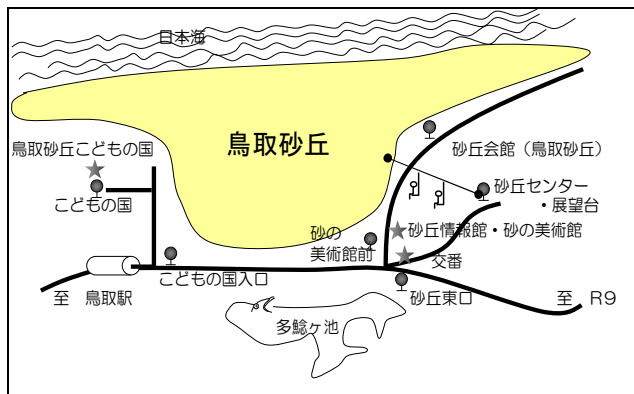 日本海
鳥取砂丘
鳥取砂丘こどもの国
こどもの国
砂丘会館（鳥取砂丘）
砂丘センター
・展望台
砂丘情報館・砂の美術館
砂の
美術館前
交番
こどもの国入口
至　鳥取駅
砂丘東口
至　R9
多鯰ヶ池